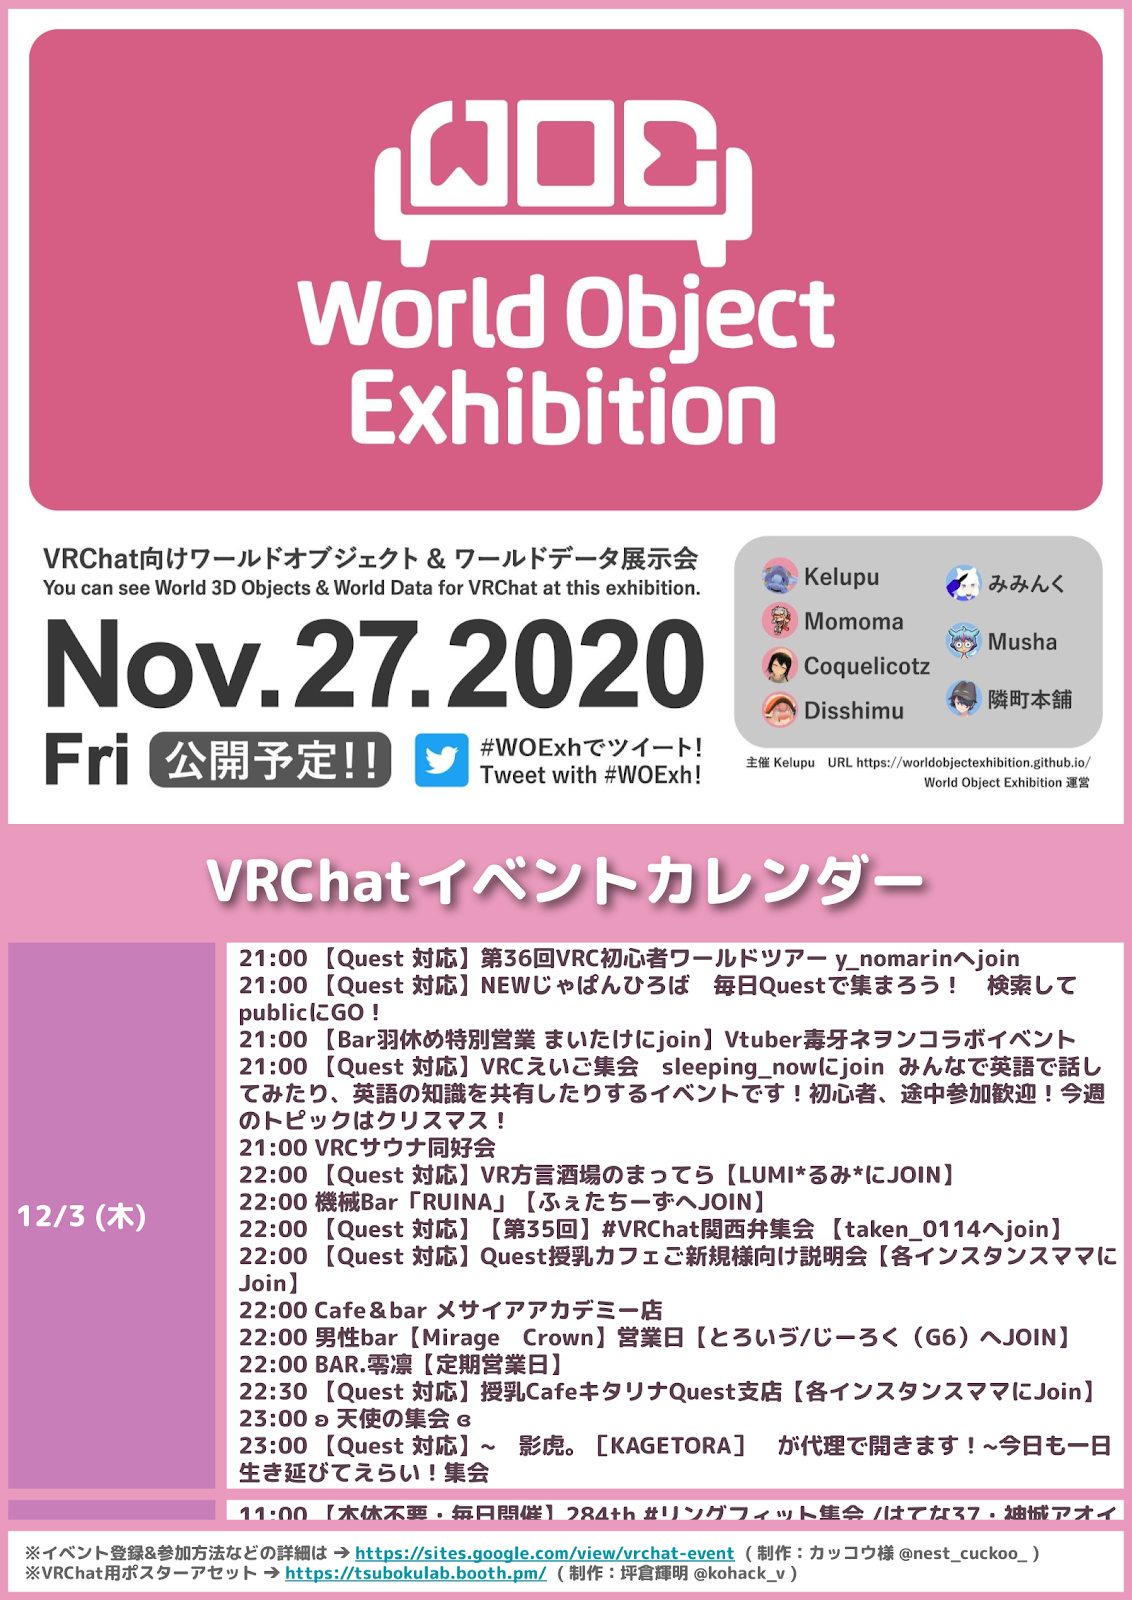 WOE
World Object
Exhibition
VRChat向けワールドオブジェクト & ワールドデータ展示会
You can see World 3D Objects & World Data for VRChat at this exhibition.
Nov.27.2020
Fri 公開予定!!
#WOExhでツイート!
Tweet with #WOExh!
Kelupu
Momoma
Coquelicotz
Disshimu
みみんく
Musha
隣町本舗
主催 Kelupu URL https://worldobjectexhibition.github.io/
World Object Exhibition 運営
VRChatイベントカレンダー
12/3 (木)
21:00 【Quest 対応】第36回VRC初心者ワールドツアー y_nomarinへjoin
21:00 【Quest 対応】NEWじゃぱんひろば　毎日Questで集まろう！　検索して
publicにGO！
21:00 【Bar羽休め特別営業 まいたけにjoin】Vtuber毒牙ネヲンコラボイベント
21:00 【Quest 対応】VRCえいご集会　sleeping_nowにjoin みんなで英語で話し
てみたり、英語の知識を共有したりするイベントです！初心者、途中参加歓迎！今週
のトピックはクリスマス！
21:00 VRCサウナ同好会
22:00 【Quest 対応】VR方言酒場のまってら【LUMI*るみ*にJOIN】
22:00 機械Bar「RUINA」【ふぇたちーずへJOIN】
22:00 【Quest 対応】【第35回】#VRChat関西弁集会 【taken_0114へjoin】
22:00 【Quest 対応】Quest授乳カフェご新規様向け説明会【各インスタンスママに
Join】
22:00 Cafe＆bar メサイアアカデミー店
22:00 男性bar【Mirage　Crown】営業日【とろいづ/じーろく（G6）へJOIN】
22:00 BAR.零凛【定期営業日】
22:30 【Quest 対応】授乳CafeキタリナQuest支店【各インスタンスママにJoin】
23:00 ʚ 天使の集会 ɞ
23:00 【Quest 対応】~　影虎。［KAGETORA］　が代理で開きます！~今日も一日
生き延びてえらい！集会
11:00 【本体不要・毎日開催】284th #リングフィット集会 /はてな37・神城アオイ
※イベント登録&参加方法などの詳細は ➔ https://sites.google.com/view/vrchat-event （ 制作：カッコウ様 @nest_cuckoo_ ）
※VRChat用ポスターアセット ➔ https://tsubokulab.booth.pm/ （ 制作：坪倉輝明 @kohack_v ）